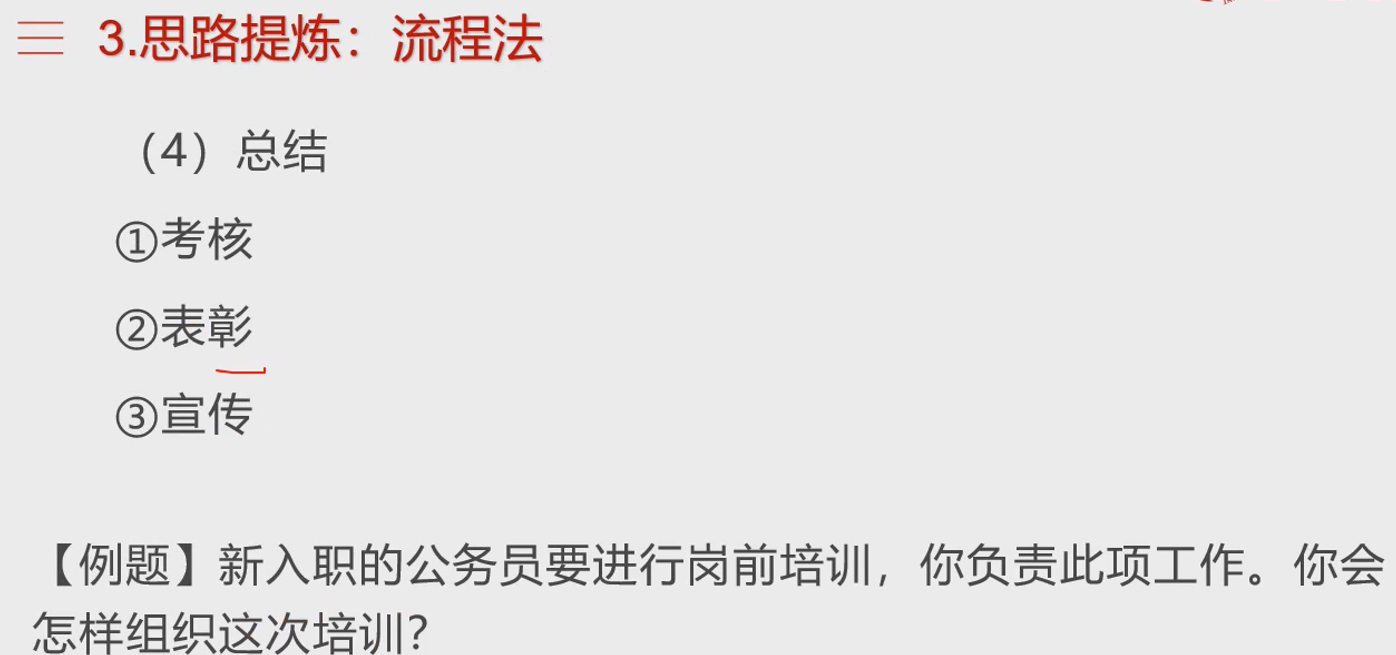 3.思路提炼：流程法
（4）总结
①考核
②表彰
③宣传
【例题】新入职的公务员要进行岗前培训，你负责此项工作。你会
怎样组织这次培训？